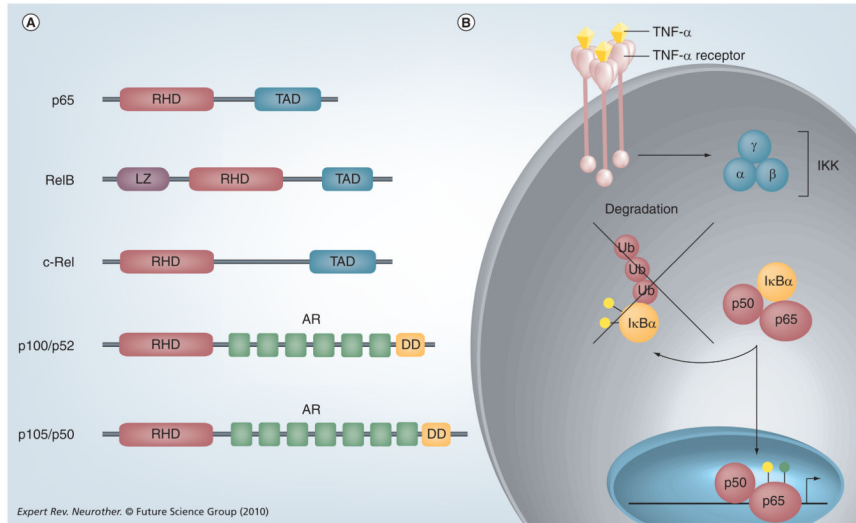 A
p65
RHD
TAD
RelB
LZ
RHD
TAD
c-Rel
RHD
TAD
AR
p100/p52
RHD
DD
AR
p105/p50
RHD
DD
Expert Rev. Neurother. © Future Science Group (2010)
B
TNF-α
TNF-α receptor
γ
α
β
IKK
Degradation
Ub
Ub
Ub
IκBα
IκBα
p50
p65
p50
p65